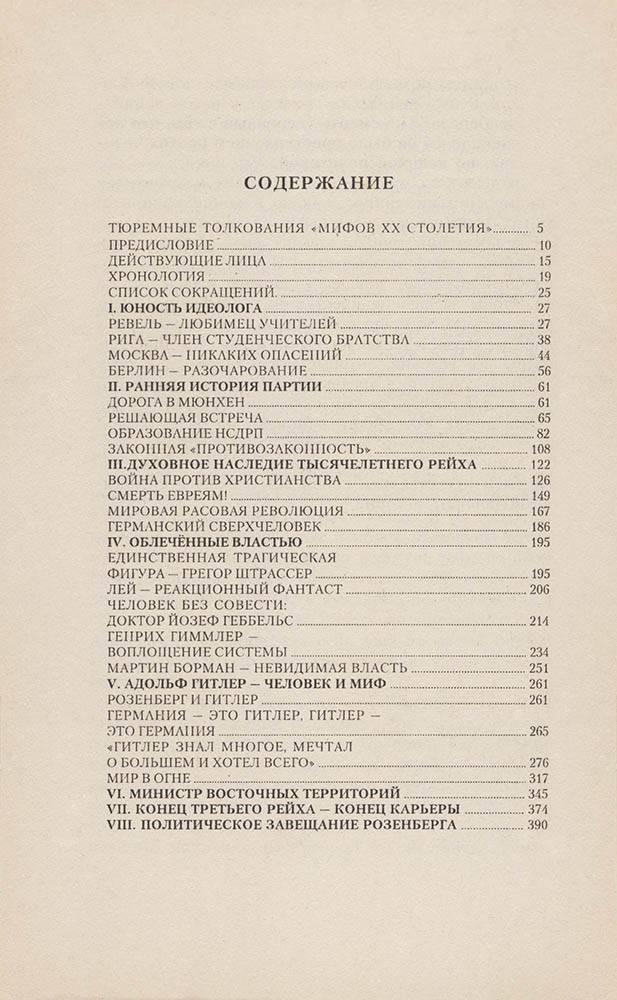 СОДЕРЖАНИЕ
ТЮРЕМНЫЕ ТОЛКОВАНИЯ «МИФОВ XX СТОЛЕТИЯ»............ 5
ПРЕДИСЛОВИЕ............ 10
ДЕЙСТВУЮЩИЕ ЛИЦА............ 15
ХРОНОЛОГИЯ............ 19
СПИСОК СОКРАЩЕНИЙ............. 25
I. ЮНОСТЬ ИДЕОЛОГА............ 27
РЕВЕЛЬ – ЛЮБИМЕЦ УЧИТЕЛЕЙ............ 27
РИГА – ЧЛЕН СТУДЕНЧЕСКОГО БРАТСТВА............ 38
МОСКВА – НИКАКИХ ОПАСЕНИЙ............ 44
БЕРЛИН – РАЗОЧАРОВАНИЕ............ 56
II. РАННЯЯ ИСТОРИЯ ПАРТИИ............ 61
ДОРОГА В МЮНХЕН............ 61
РЕШАЮЩАЯ ВСТРЕЧА............ 65
ОБРАЗОВАНИЕ НСДРП............ 82
ЗАКОННАЯ «ПРОТИВОЗАКОННОСТЬ»............ 108
III.ДУХОВНОЕ НАСЛЕДИЕ ТЫСЯЧЕЛЕТНЕГО РЕЙХА............ 122
ВОЙНА ПРОТИВ ХРИСТИАНСТВА............ 126
СМЕРТЬ ЕВРЕЯМ!............ 149
МИРОВАЯ РАСОВАЯ РЕВОЛЮЦИЯ............ 167
ГЕРМАНСКИЙ СВЕРХЧЕЛОВЕК............ 186
IV. ОБЛЕЧЁННЫЕ ВЛАСТЬЮ............ 195
ЕДИНСТВЕННАЯ ТРАГИЧЕСКАЯ
ФИГУРА – ГРЕГОР ШТРАССЕР............ 195
ЛЕЙ – РЕАКЦИОННЫЙ ФАНТАСТ............ 206
ЧЕЛОВЕК БЕЗ СОВЕСТИ:
ДОКТОР ЙОЗЕФ ГЕББЕЛЬС............ 214
ГЕНРИХ ГИММЛЕР –
ВОПЛОЩЕНИЕ СИСТЕМЫ............ 234
МАРТИН БОРМАН – НЕВИДИМАЯ ВЛАСТЬ............ 251
V. АДОЛЬФ ГИТЛЕР – ЧЕЛОВЕК И МИФ............ 261
РОЗЕНБЕРГ И ГИТЛЕР............ 261
ГЕРМАНИЯ – ЭТО ГИТЛЕР, ГИТЛЕР –
ЭТО ГЕРМАНИЯ............ 265
«ГИТЛЕР ЗНАЛ МНОГОЕ, МЕЧТАЛ
О БОЛЬШЕМ И ХОТЕЛ ВСЕГО»............ 276
МИР В ОГНЕ............ 317
VI. МИНИСТР ВОСТОЧНЫХ ТЕРРИТОРИЙ............ 345
VII. КОНЕЦ ТРЕТЬЕГО РЕЙХА – КОНЕЦ КАРЬЕРЫ............ 374
VIII. ПОЛИТИЧЕСКОЕ ЗАВЕЩАНИЕ РОЗЕНБЕРГА............ 390